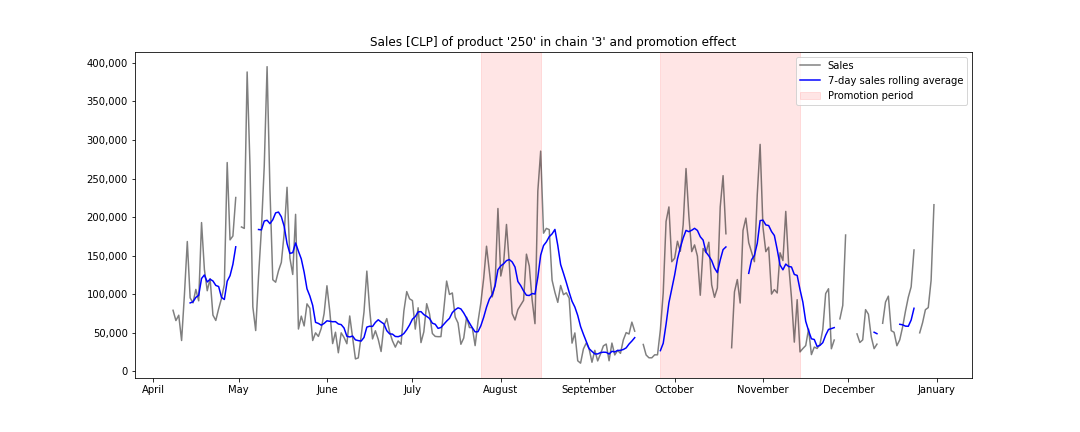 Sales [CLP] of product '250' in chain '3' and promotion effect
400,000
350,000
300,000
250,000
200,000
150,000
100,000
50,000
0
Sales
7-day sales rolling average
Promotion period
April May June July August September October November December January